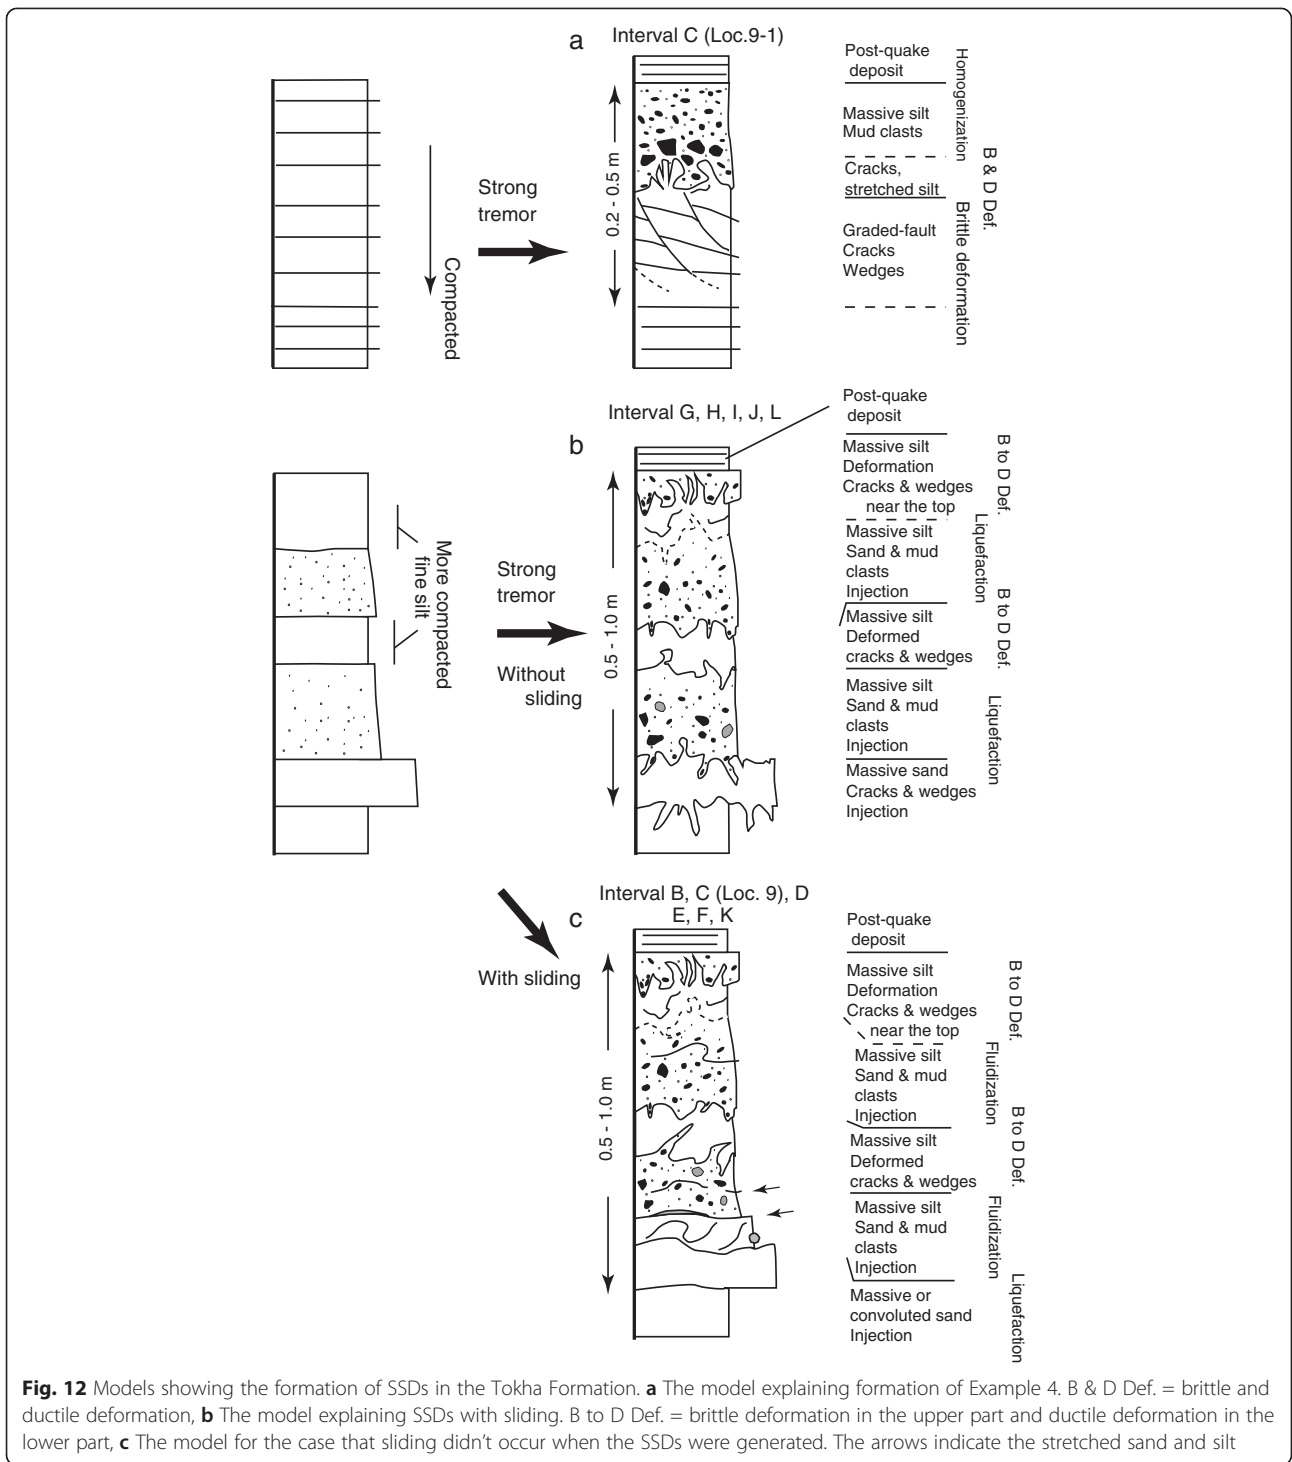 a
Interval C (Loc.9-1)
Compacted
Strong
tremor
0.2 - 0.5 m
Post-quake
deposit
Massive silt
Mud clasts
Cracks,
stretched silt
Graded-fault
Cracks
Wedges
Homogenization
B & D Def.
Brittle deformation
b
Interval G, H, I, J, L
More compacted
fine silt
Strong
tremor
Without
sliding
0.5 - 1.0 m
Post-quake
deposit
Massive silt
Deformation
Cracks & wedges
near the top
Massive silt
Sand & mud
clasts
Injection
Massive silt
Deformed
cracks & wedges
Massive silt
Sand & mud
clasts
Injection
Massive sand
Cracks & wedges
Injection
B to D Def.
Liquefaction
B to D Def.
Liquefaction
With sliding
c
Interval B, C (Loc. 9), D
E, F, K
0.5 - 1.0 m
Post-quake
deposit
Massive silt
Deformation
Cracks & wedges
near the top
Massive silt
Sand & mud
clasts
Injection
Massive silt
Deformed
cracks & wedges
Massive silt
Sand & mud
clasts
Injection
Massive or
convoluted sand
Injection
B to D Def.
Fluidization
B to D Def.
Fluidization
Liquefaction
Fig. 12 Models showing the formation of SSDs in the Tokha Formation. a The model explaining formation of Example 4. B & D Def. = brittle and
ductile deformation, b The model explaining SSDs with sliding. B to D Def. = brittle deformation in the upper part and ductile deformation in the
lower part, c The model for the case that sliding didn't occur when the SSDs were generated. The arrows indicate the stretched sand and silt